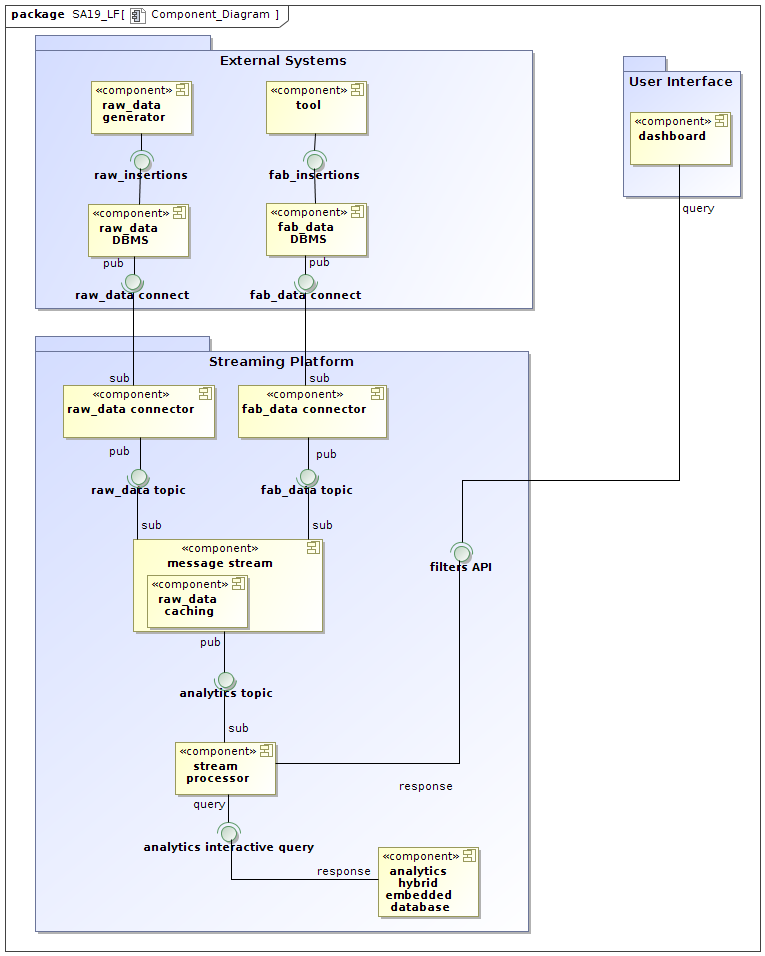 package SA19_LF[ Component_Diagram ]
External Systems
«component»
raw_data
generator
«component»
tool
raw_insertions
fab_insertions
«component»
raw_data
DBMS
«component»
fab_data
DBMS
pub
pub
raw_data connect
fab_data connect
User Interface
«component»
dashboard
query
Streaming Platform
sub
sub
«component»
raw_data connector
«component»
fab_data connector
pub
pub
raw_data topic
fab_data topic
sub
sub
«component»
message stream
«component»
raw_data
caching
filters API
pub
analytics topic
sub
«component»
stream
processor
response
query
analytics interactive query
response
«component»
analytics
hybrid
embedded
database